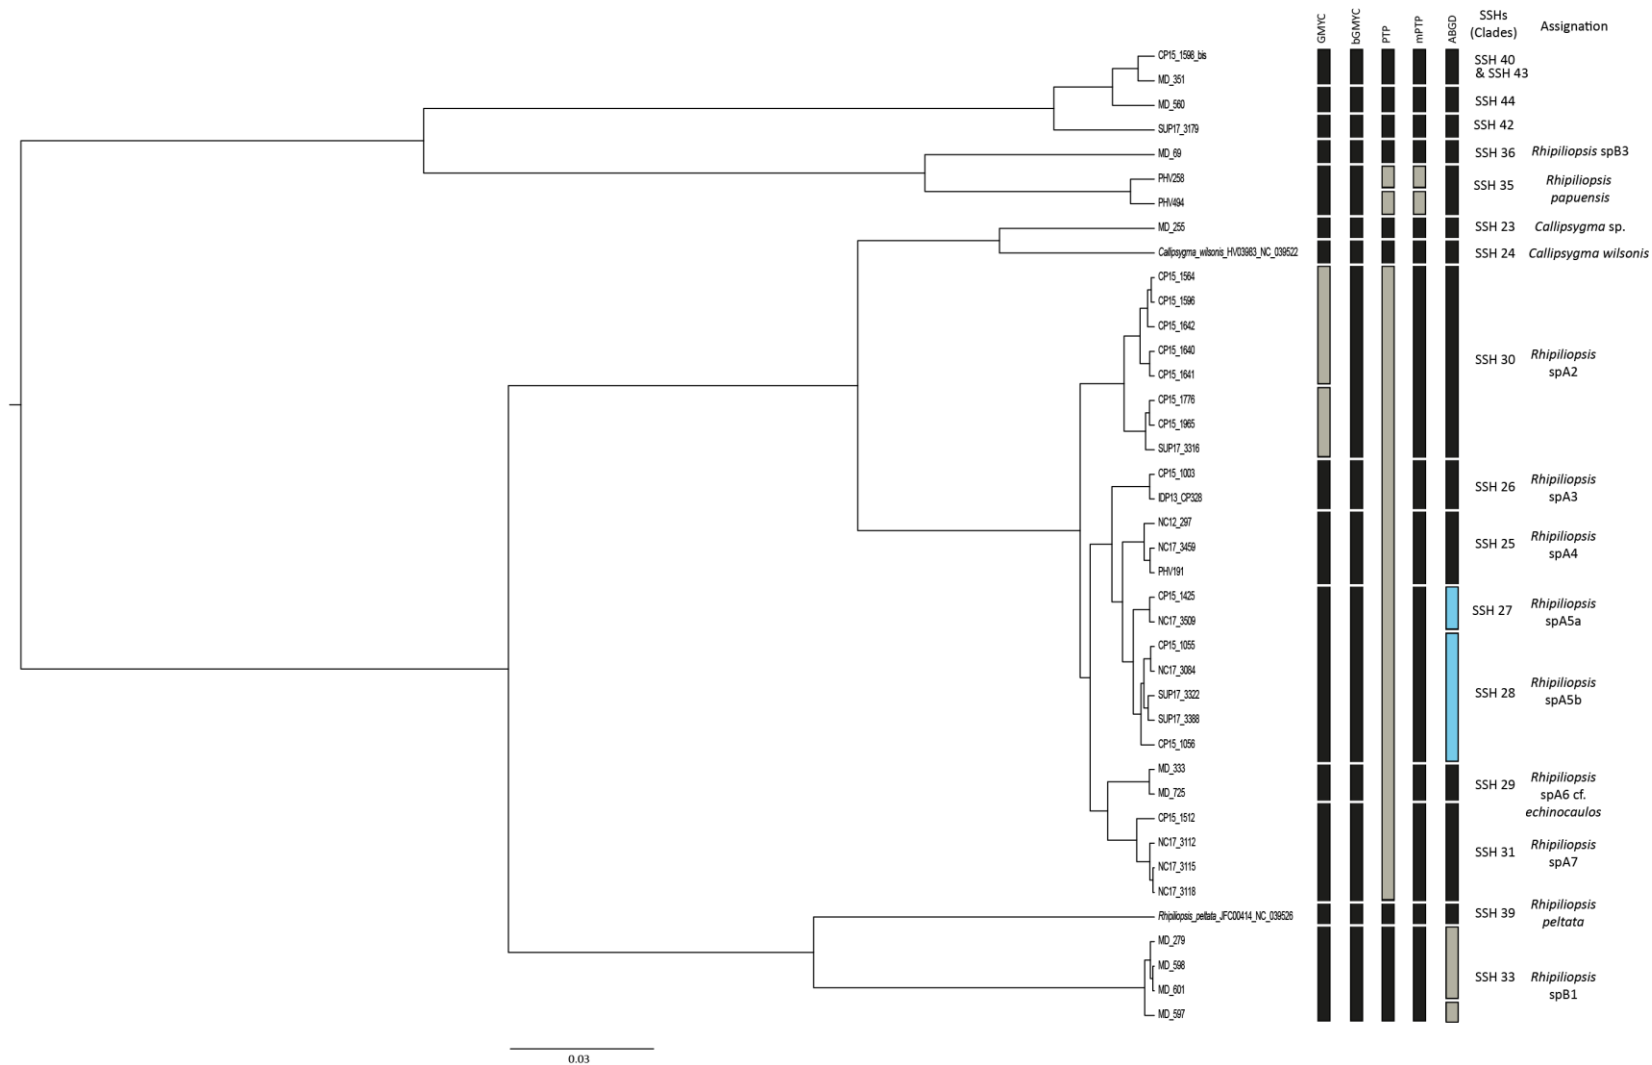 GMYC
bGMYC
PTP
mPTP
ABGD
SSHs
(Clades)
Assignation
CP15_1598_bis
MD_351
SSH 40
& SSH 43
MD_560
SSH 44
SUP17_3179
SSH 42
MD_69
SSH 36
Rhipiliopsis spB3
PHV258
PHV494
SSH 35
Rhipiliopsis
papuensis
MD_255
SSH 23
Callipsygma sp.
Callipsygma_wilsonis_HV03983_NC_039522
SSH 24
Callipsygma wilsonis
CP15_1564
CP15_1596
CP15_1642
CP15_1640
CP15_1641
CP15_1776
CP15_1965
SUP17_3316
SSH 30
Rhipiliopsis
spA2
CP15_1003
IDP13_CP328
SSH 26
Rhipiliopsis
spA3
NC12_297
NC17_3459
PHV191
SSH 25
Rhipiliopsis
spA4
CP15_1425
NC17_3509
SSH 27
Rhipiliopsis
spA5a
CP15_1055
NC17_3084
SUP17_3322
SUP17_3388
CP15_1056
SSH 28
Rhipiliopsis
spA5b
MD_333
MD_725
SSH 29
Rhipiliopsis
spA6 cf.
echinocaulos
CP15_1512
NC17_3112
NC17_3115
NC17_3118
SSH 31
Rhipiliopsis
spA7
Rhipiliopsis_peltata_JFC00414_NC_039526
SSH 39
Rhipiliopsis
peltata
MD_279
MD_598
MD_601
MD_597
SSH 33
Rhipiliopsis
spB1
0.03